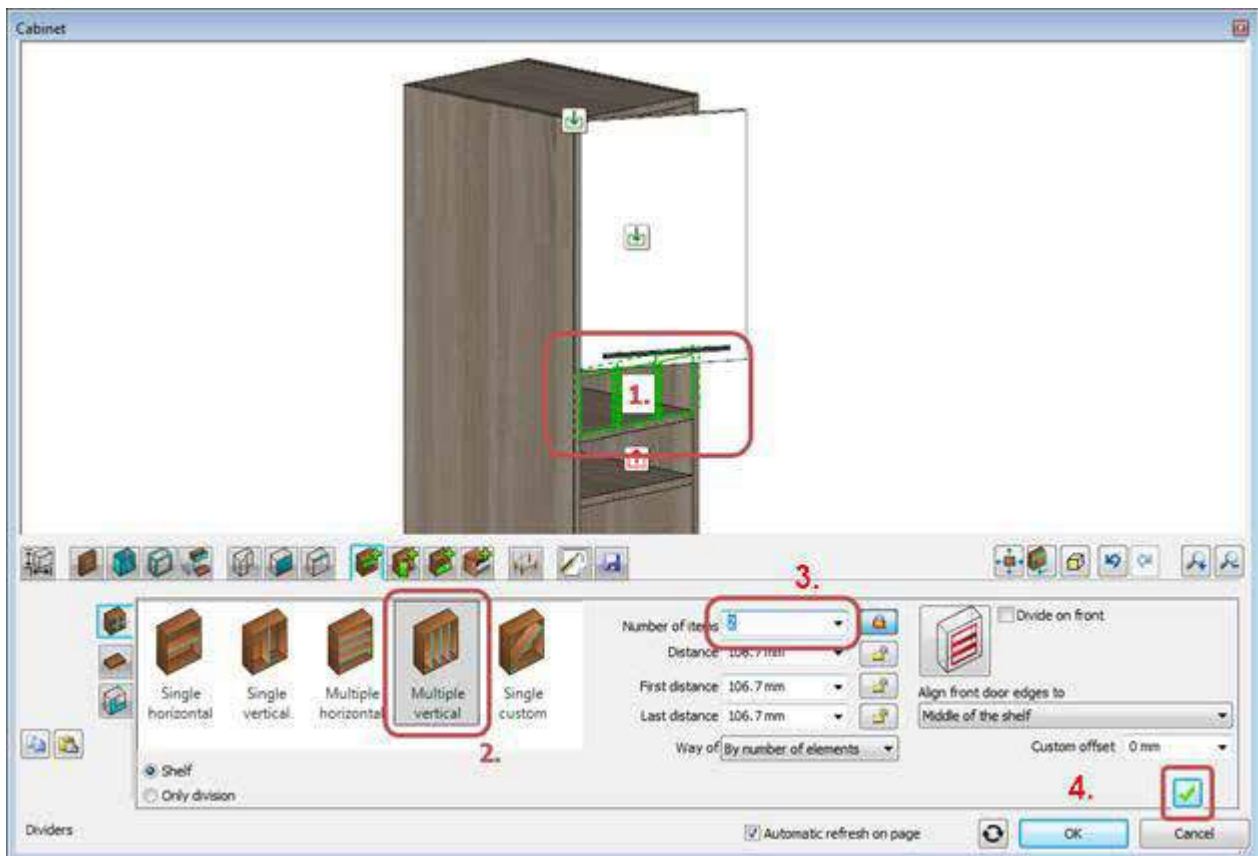 Cabinet
1.
3.
Number of items 2
Distance 106.7 mm
First distance 106.7 mm
Last distance 106.7 mm
Way of By number of elements
Single horizontal
Single vertical
Multiple horizontal
Multiple vertical
Single custom
2.
Shelf
Only division
Divide on front
Align front door edges to
Middle of the shelf
Custom offset 0 mm
4.
Dividers
Automatic refresh on page
OK
Cancel